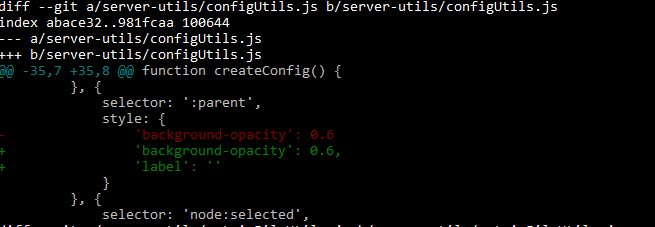 diff --git a/server-utils/configUtils.js b/server-utils/configUtils.js
index abace32..981fcaa 100644
--- a/server-utils/configUtils.js
+++ b/server-utils/configUtils.js
@@ -35,7 +35,8 @@ function createConfig() {
         }, {
             selector: ':parent',
             style: {
-                'background-opacity': 0.6
+                'background-opacity': 0.6,
+                'label': ''
             }
         }, {
             selector: 'node:selected',